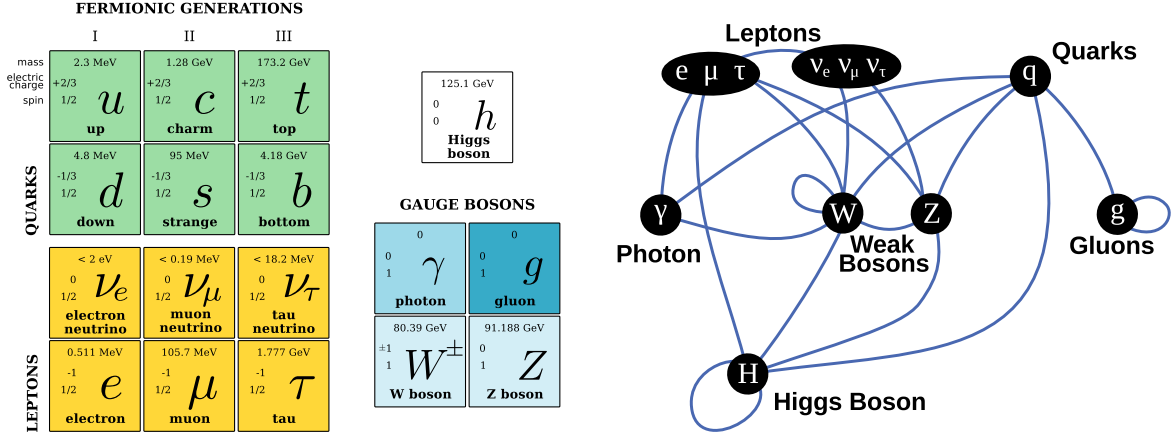 FERMIONIC GENERATIONS
I II III
mass
electric
charge
spin
QUARKS
2.3 MeV
+2/3
1/2
u
up
1.28 GeV
+2/3
1/2
c
charm
173.2 GeV
+2/3
1/2
t
top
4.8 MeV
-1/3
1/2
d
down
95 MeV
-1/3
1/2
s
strange
4.18 GeV
-1/3
1/2
b
bottom
LEPTONS
< 2 eV
0
1/2
νe
electron
neutrino
< 0.19 MeV
0
1/2
νμ
muon
neutrino
< 18.2 MeV
0
1/2
ντ
tau
neutrino
0.511 MeV
-1
1/2
e
electron
105.7 MeV
-1
1/2
μ
muon
1.777 GeV
-1
1/2
τ
tau
125.1 GeV
0
0
h
Higgs
boson
GAUGE BOSONS
0
0
1
γ
photon
0
0
1
g
gluon
80.39 GeV
±1
1
W±
W boson
91.188 GeV
0
1
Z
Z boson
Leptons
e μ τ
νe νμ ντ
Quarks
q
γ
Photon
W
Z
Weak
Bosons
g
Gluons
H
Higgs Boson